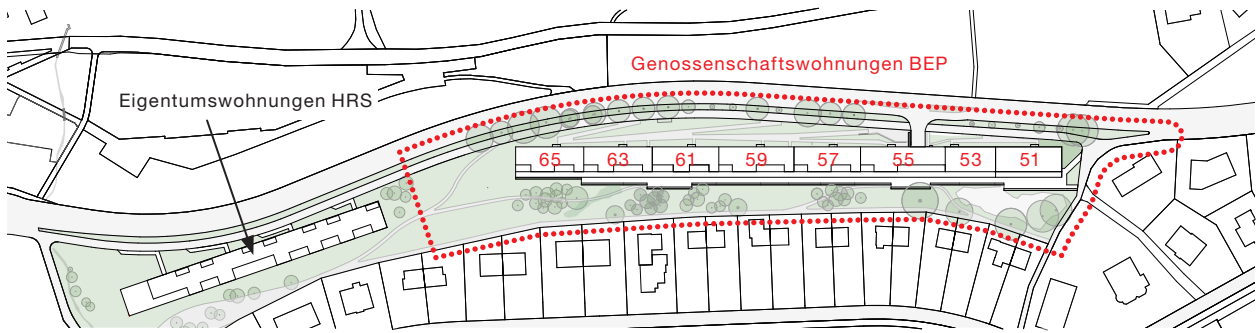 Genossenschaftswohnungen BEP
Eigentumswohnungen HRS
65 63 61 59 57 55 53 51